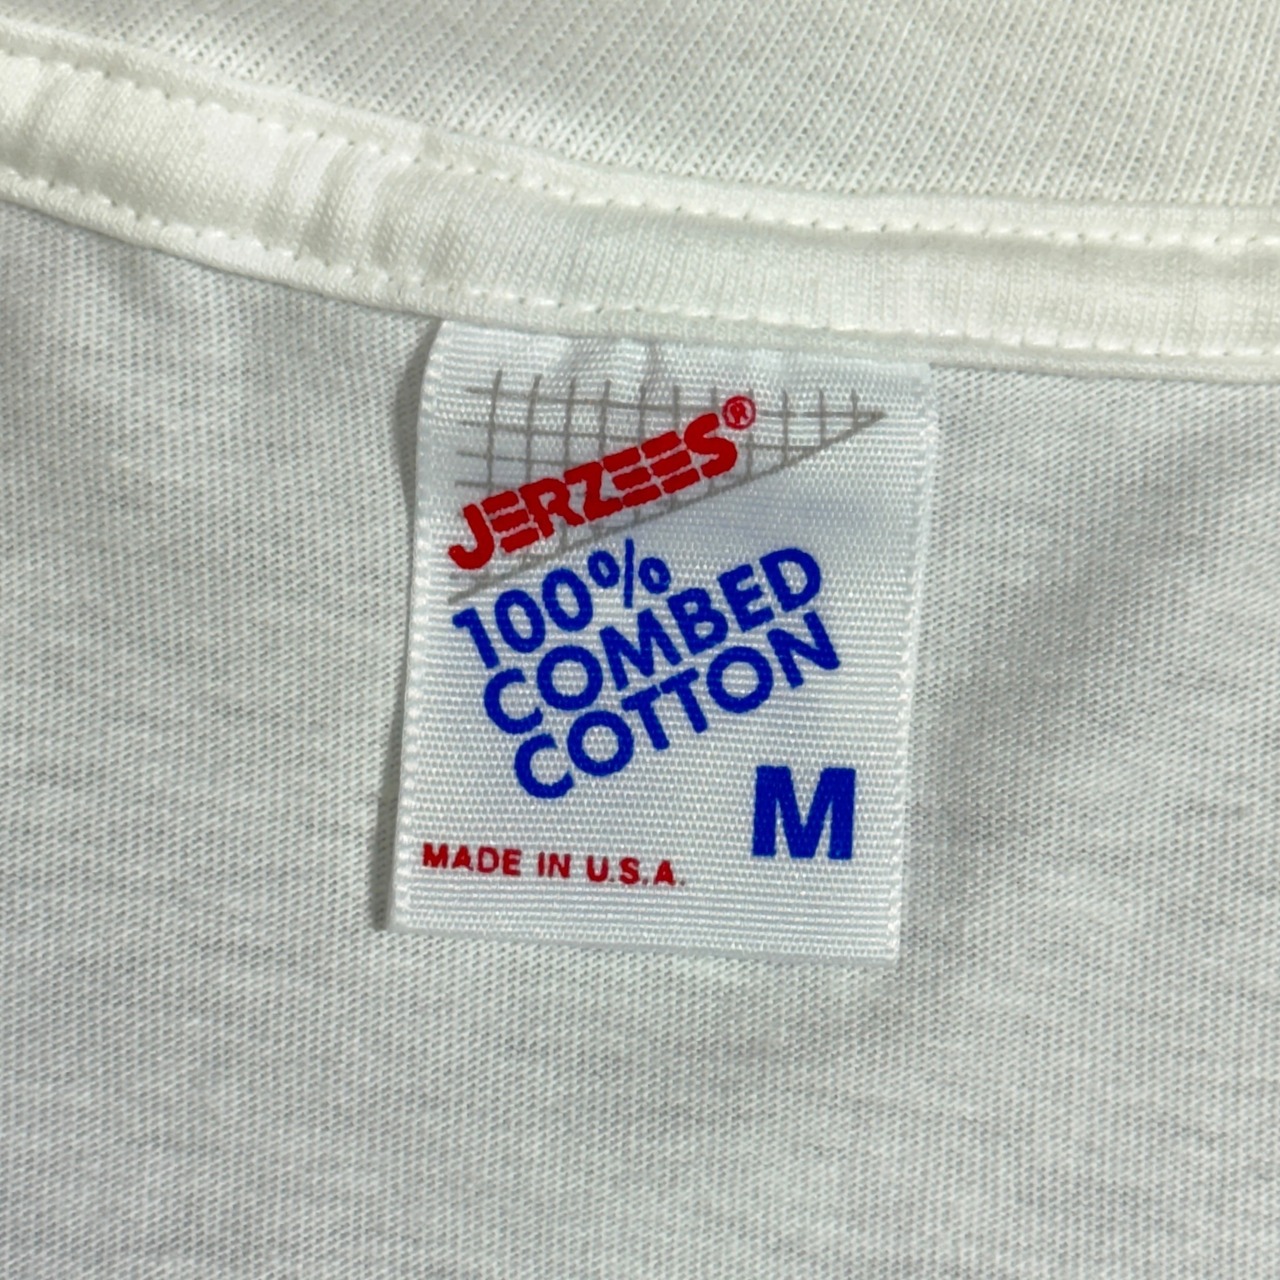 JERZEES®
100%
COMBED
COTTON
M
MADE IN U.S.A.